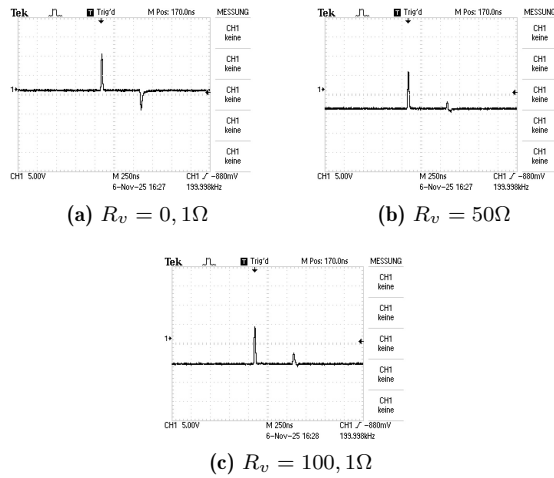 Tek Trig'd M Pos: 170.0ns MESSUNG
CH1
keine
CH1
keine
1
CH1
keine
CH1
keine
CH1
keine
CH1 5.00V M 250ns CH1 -880mV
6-Nov-25 16:27 199.998kHz
(a) R_v = 0, 1Ω
Tek Trig'd M Pos: 170.0ns MESSUNG
CH1
keine
CH1
keine
1
CH1
keine
CH1
keine
CH1
keine
CH1 5.00V M 250ns CH1 -880mV
6-Nov-25 16:27 199.998kHz
(b) R_v = 50Ω
Tek Trig'd M Pos: 170.0ns MESSUNG
CH1
keine
CH1
keine
1
CH1
keine
CH1
keine
CH1
keine
CH1 5.00V M 250ns CH1 -880mV
6-Nov-25 16:28 199.998kHz
(c) R_v = 100, 1Ω